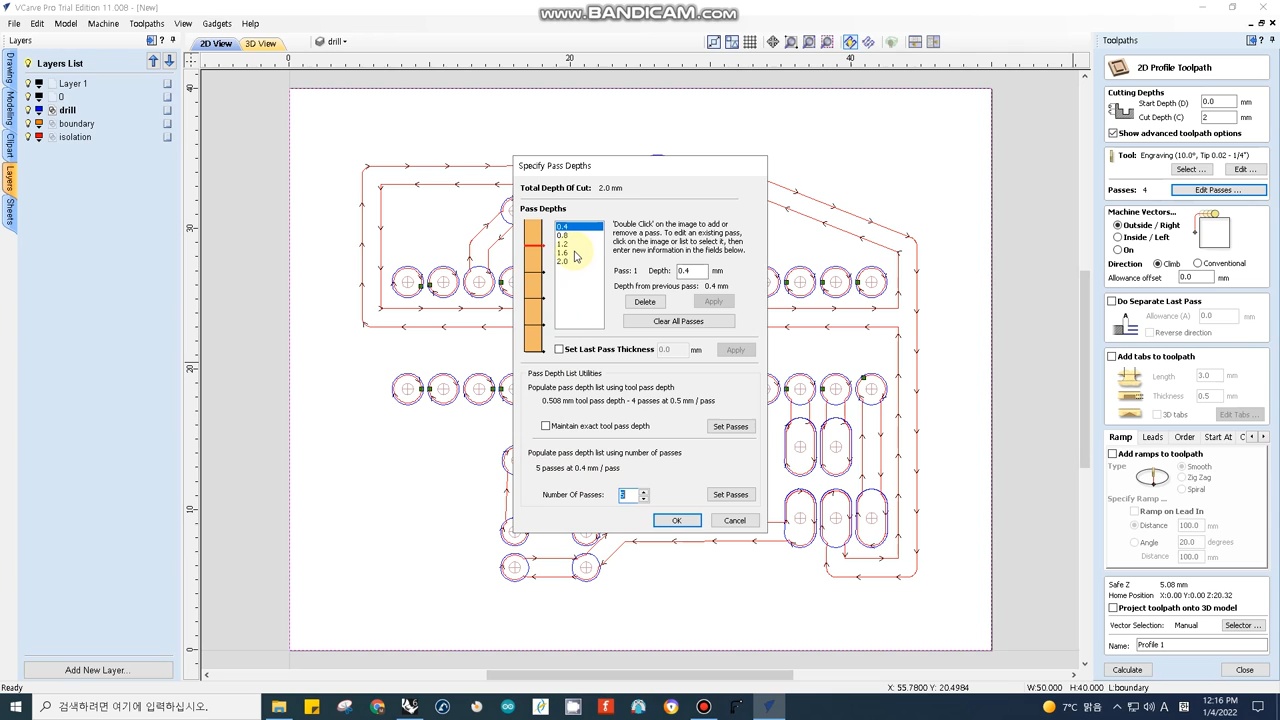 VCarve Pro Trial Edition 11.008 - [New]
www.BANDICAM.com
File Edit Model Toolpaths View Gadgets Help
Layers
2D View 3D View drill
Toolpaths
Layers List
Layer 1
0
drill
boundary
isolation
Add New Layer...
Drawing
Modeling
Clipart
Layers
Sheets
0 20 40
40
30
20
10
0
Specify Pass Depths
Total Depth Of Cut: 2.0 mm
Pass Depths
0.4
0.8
1.2
1.6
2.0
'Double Click' on the image to add or
remove a pass. To edit an existing pass,
click on the image or list to select it, then
enter new information in the fields below.
Pass: 1 Depth: 0.4 mm
Depth from previous pass: 0.4 mm
Delete Apply
Clear All Passes
Set Last Pass Thickness 0.0 mm Apply
Pass Depth List Utilities
Populate pass depth list using tool pass depth
0.508 mm tool pass depth - 4 passes at 0.5 mm / pass
Maintain exact tool pass depth Set Passes
Populate pass depth list using number of passes
5 passes at 0.4 mm / pass
Number Of Passes: 5 Set Passes
OK Cancel
2D Profile Toolpath
Cutting Depths
Start Depth (D) 0.0 mm
Cut Depth (C) 2 mm
Show advanced toolpath options
Tool: Engraving (10.0°, Tip 0.02 - 1/4")
Select ... Edit ...
Passes: 4 Edit Passes ...
Machine Vectors...
Outside / Right
Inside / Left
On
Direction: Climb Conv.
Allowance offset 0.0 mm
Do Separate Last Pass
Allowance (A) 0.0 mm
Reverse direction
Add tabs to toolpath
Length 3.0 mm
Thickness 0.5 mm
3D tabs Edit Tabs ...
Ramp Leads Order Start At
Add ramps to toolpath
Type Smooth
Zig Zag
Spiral
Specify Ramp ...
Ramp on Lead In
Distance 100.0 mm
Angle 20.0 degrees
Distance 100.0 mm
Safe Z 5.08 mm
Home Position X:0.00 Y:0.00 Z:20.32
Project toolpath onto 3D model
Vector Selection: Manual Selector ...
Name: Profile 1
Calculate Close
Ready X: 55.7800 Y: 20.4984 W:50.000 H:40.000 L:boundary
검색하려면 여기에 입력하십시오.
7°C 맑음
A
12:16 PM
1/4/2022